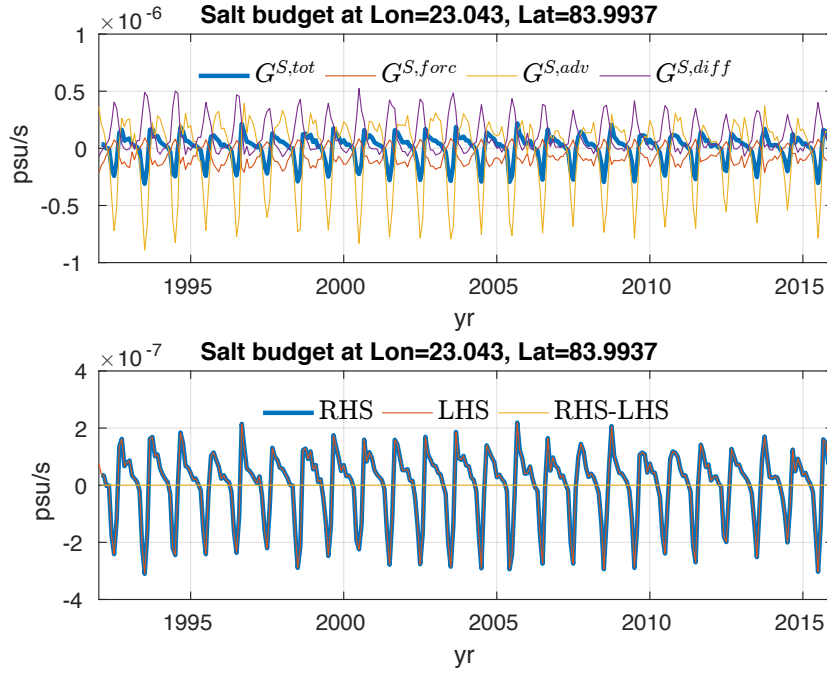 Salt budget at Lon=23.043, Lat=83.9937
× 10^-6
G^S,tot G^S,forc G^S,adv G^S,diff
1
0.5
0
-0.5
-1
psu/s
1995 2000 2005 2010 2015
yr
Salt budget at Lon=23.043, Lat=83.9937
× 10^-7
RHS LHS RHS-LHS
4
2
0
-2
-4
psu/s
1995 2000 2005 2010 2015
yr